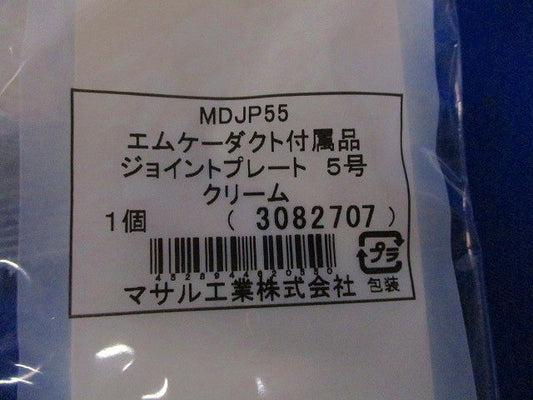 MDJP55
エムケーダクト付属品
ジョイントプレート 5号
クリーム
1個 ( 3082707 )
プラ
マサル工業株式会社 包装